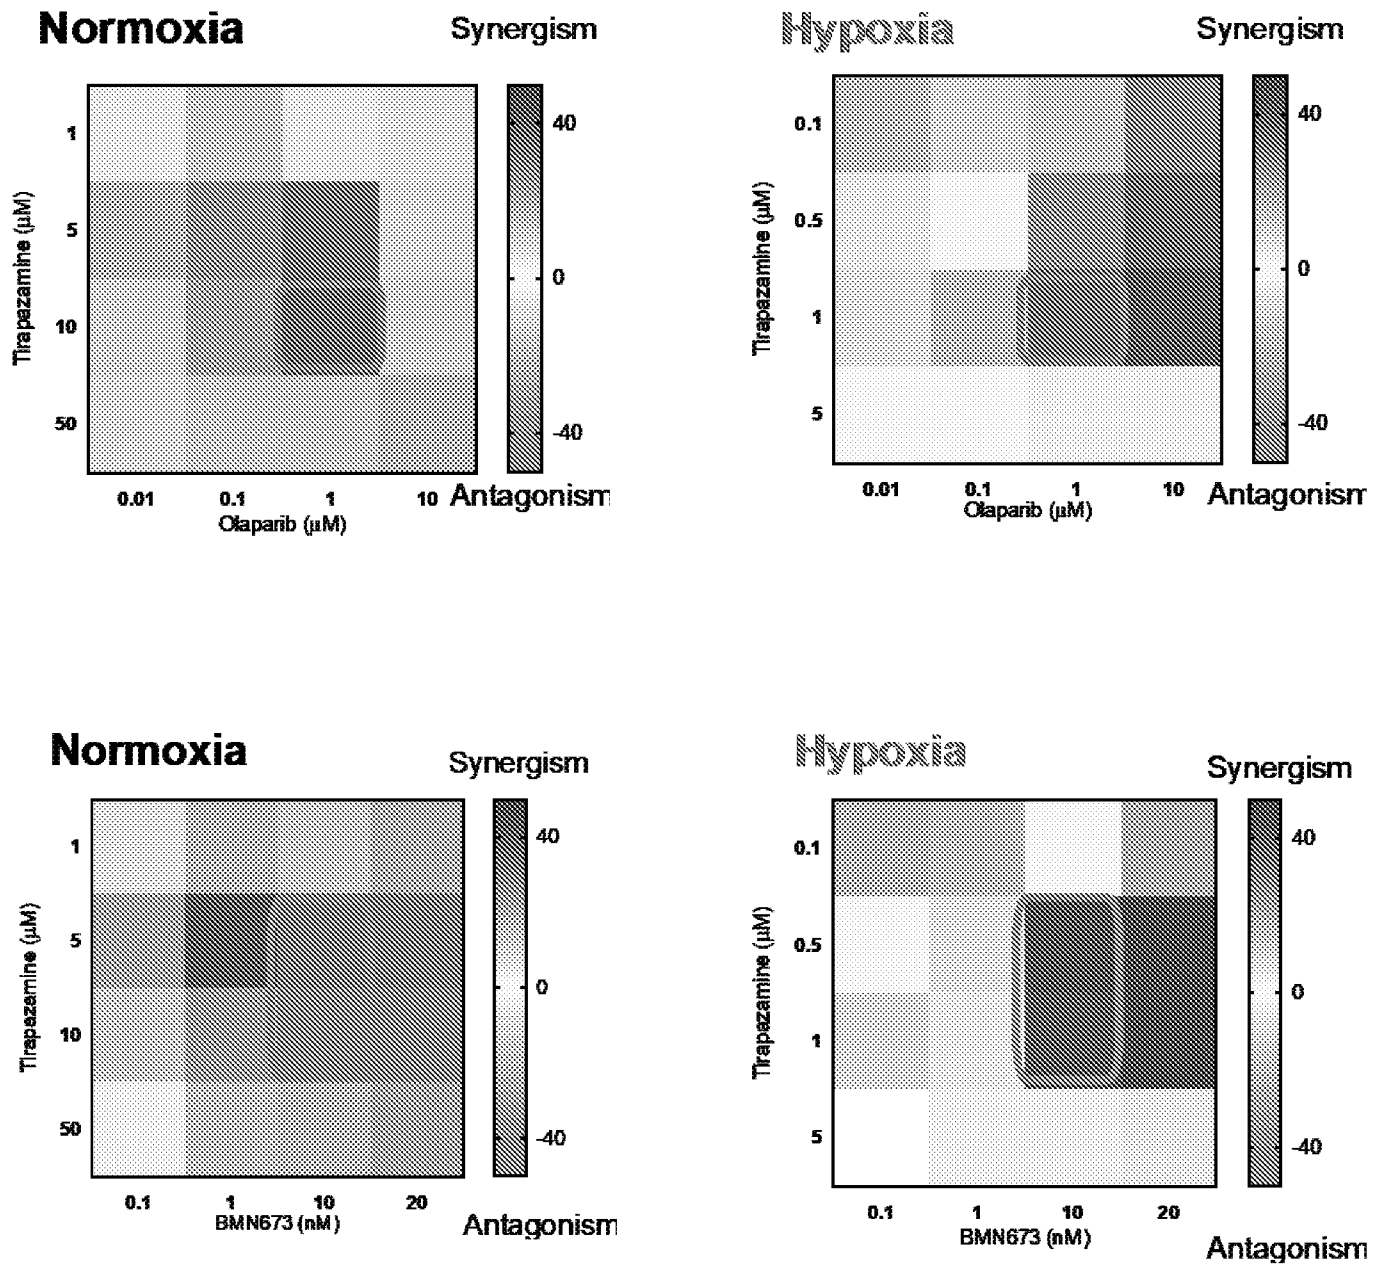 Normoxia
Synergism
Hypoxia
Synergism
Tirapazamine (µM)
1
5
10
50
0.01 0.1 1 10
Olaparib (µM)
40
0
-40
Antagonism
Tirapazamine (µM)
0.1
0.5
1
5
0.01 0.1 1 10
Olaparib (µM)
40
0
-40
Antagonism
Normoxia
Synergism
Hypoxia
Synergism
Tirapazamine (µM)
1
5
10
50
0.1 1 10 20
BMN673 (nM)
40
0
-40
Antagonism
Tirapazamine (µM)
0.1
0.5
1
5
0.1 1 10 20
BMN673 (nM)
40
0
-40
Antagonism